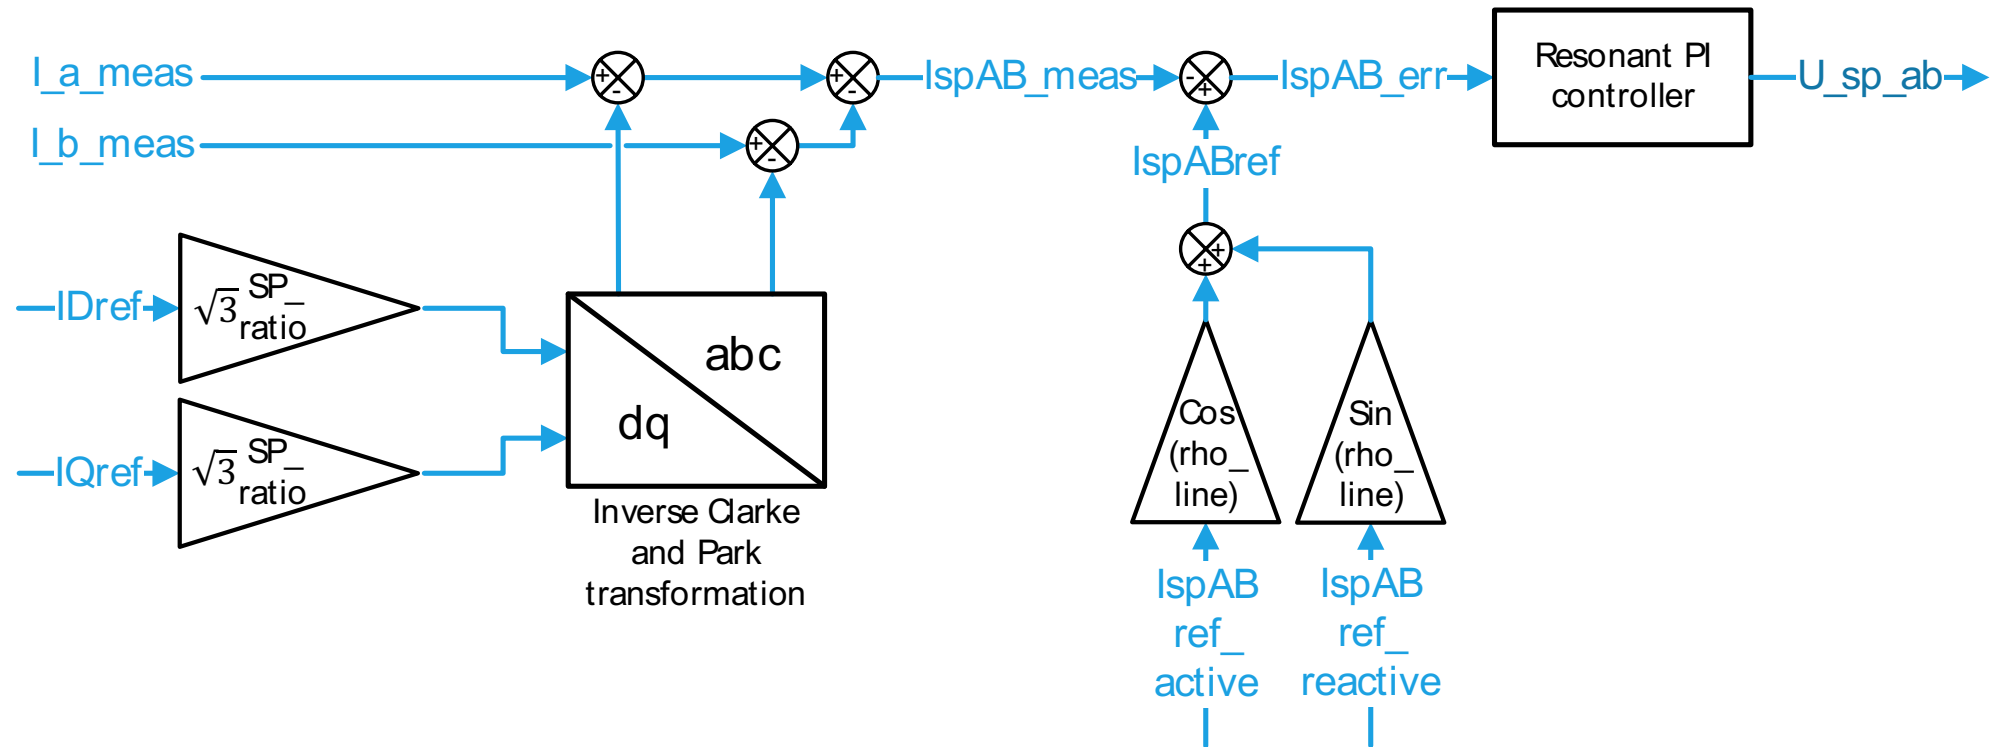 I_a_meas
+
-
+
-
IspAB_meas
-
+
IspAB_err
Resonant PI
controller
U_sp_ab
I_b_meas
+
-
IspABref
+
+
IDref
√3 SP_
ratio
IQref
√3 SP_
ratio
abc
dq
Inverse Clarke
and Park
transformation
Cos
(rho_
line)
Sin
(rho_
line)
IspAB
ref_
active
IspAB
ref_
reactive